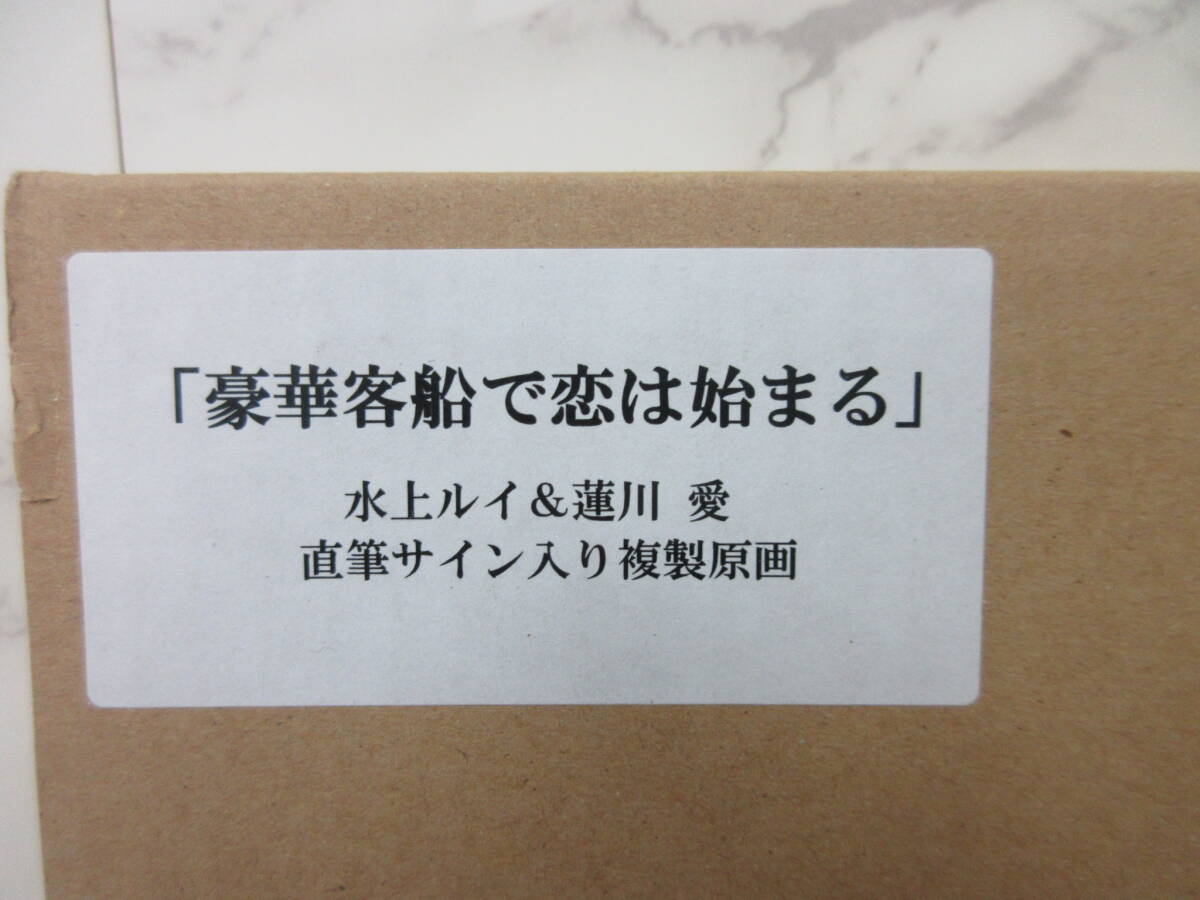 「豪華客船で恋は始まる」
水上ルイ＆蓮川 愛
直筆サイン入り複製原画